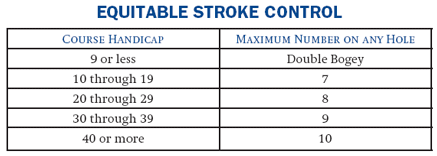 EQUITABLE STROKE CONTROL
COURSE HANDICAP MAXIMUM NUMBER ON ANY HOLE
9 or less Double Bogey
10 through 19 7
20 through 29 8
30 through 39 9
40 or more 10